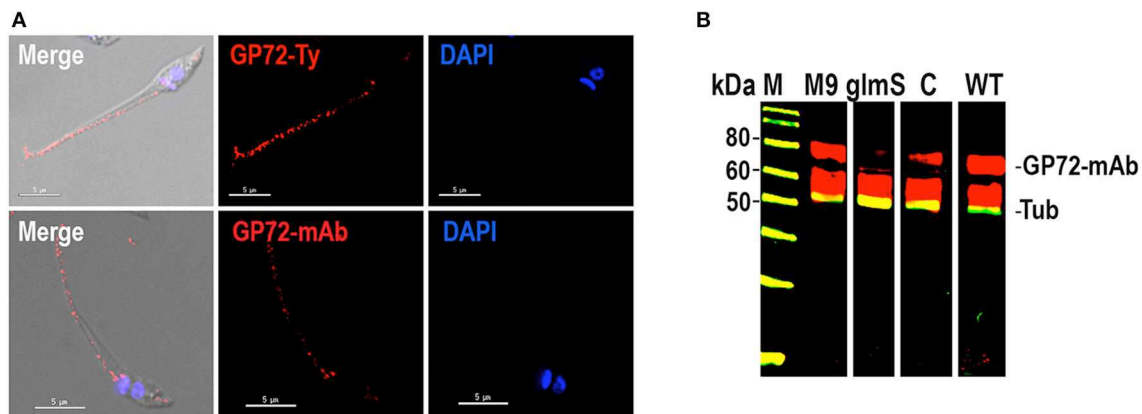 A
Merge
GP72-Ty
DAPI
5 µm
5 µm
5 µm
Merge
GP72-mAb
DAPI
5 µm
5 µm
5 µm
B
kDa M M9 glmS C WT
80-
60-
50-
-GP72-mAb
-Tub